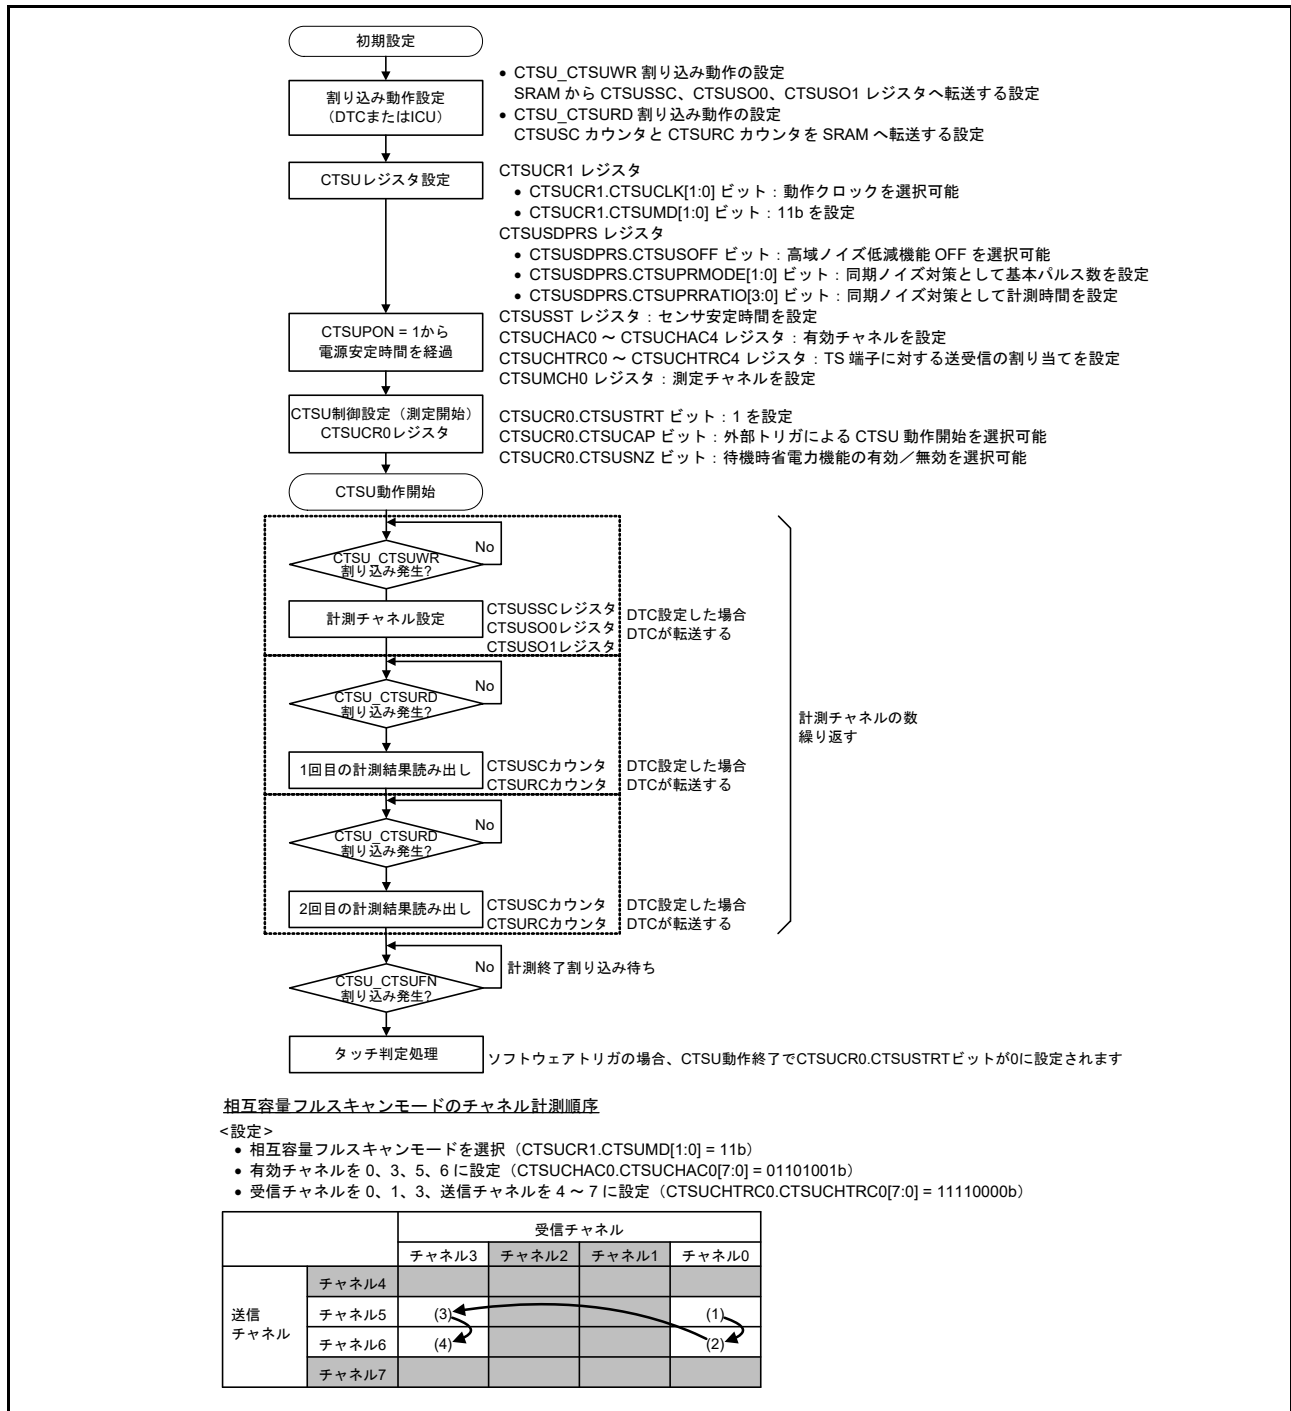 初期設定
割り込み動作設定
（DTCまたはICU）
• CTSU_CTSUWR 割り込み動作の設定
SRAM から CTSUSSC、CTSUSO0、CTSUSO1 レジスタへ転送する設定
• CTSU_CTSURD 割り込み動作の設定
CTSUSC カウンタと CTSURC カウンタを SRAM へ転送する設定
CTSUレジスタ設定
CTSUCR1 レジスタ
• CTSUCR1.CTSUCLK[1:0] ビット：動作クロックを選択可能
• CTSUCR1.CTSUMD[1:0] ビット：11b を設定
CTSUSDPRS レジスタ
• CTSUSDPRS.CTSUSOFF ビット：高域ノイズ低減機能 OFF を選択可能
• CTSUSDPRS.CTSUPRMODE[1:0] ビット：同期ノイズ対策として基本パルス数を設定
• CTSUSDPRS.CTSUPRRATIO[3:0] ビット：同期ノイズ対策として計測時間を設定
CTSUSST レジスタ：センサ安定時間を設定
CTSUCHAC0 ～ CTSUCHAC4 レジスタ：有効チャネルを設定
CTSUCHTRC0 ～ CTSUCHTRC4 レジスタ：TS 端子に対する送受信の割り当てを設定
CTSUMCH0 レジスタ：測定チャネルを設定
CTSUPON = 1から
電源安定時間を経過
CTSU制御設定（測定開始）
CTSUCR0レジスタ
CTSUCR0.CTSUSTRT ビット：1 を設定
CTSUCR0.CTSUCAP ビット：外部トリガによる CTSU 動作開始を選択可能
CTSUCR0.CTSUSNZ ビット：待機時省電力機能の有効／無効を選択可能
CTSU動作開始
CTSU_CTSUWR
割り込み発生?
No
計測チャネル設定
CTSUSSCレジスタ
CTSUSO0レジスタ
CTSUSO1レジスタ
DTC設定した場合
DTCが転送する
CTSU_CTSURD
割り込み発生?
No
1回目の計測結果読み出し
CTSUSCカウンタ
CTSURCカウンタ
DTC設定した場合
DTCが転送する
計測チャネルの数
繰り返す
CTSU_CTSURD
割り込み発生?
No
2回目の計測結果読み出し
CTSUSCカウンタ
CTSURCカウンタ
DTC設定した場合
DTCが転送する
CTSU_CTSUFN
割り込み発生?
No
計測終了割り込み待ち
タッチ判定処理
ソフトウェアトリガの場合、CTSU動作終了でCTSUCR0.CTSUSTRTビットが0に設定されます
相互容量フルスキャンモードのチャネル計測順序
<設定>
• 相互容量フルスキャンモードを選択（CTSUCR1.CTSUMD[1:0] = 11b）
• 有効チャネルを 0、3、5、6 に設定（CTSUCHAC0.CTSUCHAC0[7:0] = 01101001b）
• 受信チャネルを 0、1、3、送信チャネルを 4 ～ 7 に設定（CTSUCHTRC0.CTSUCHTRC0[7:0] = 11110000b）
受信チャネル
チャネル3 チャネル2 チャネル1 チャネル0
送信
チャネル
チャネル4
チャネル5 (3) (1)
チャネル6 (4) (2)
チャネル7